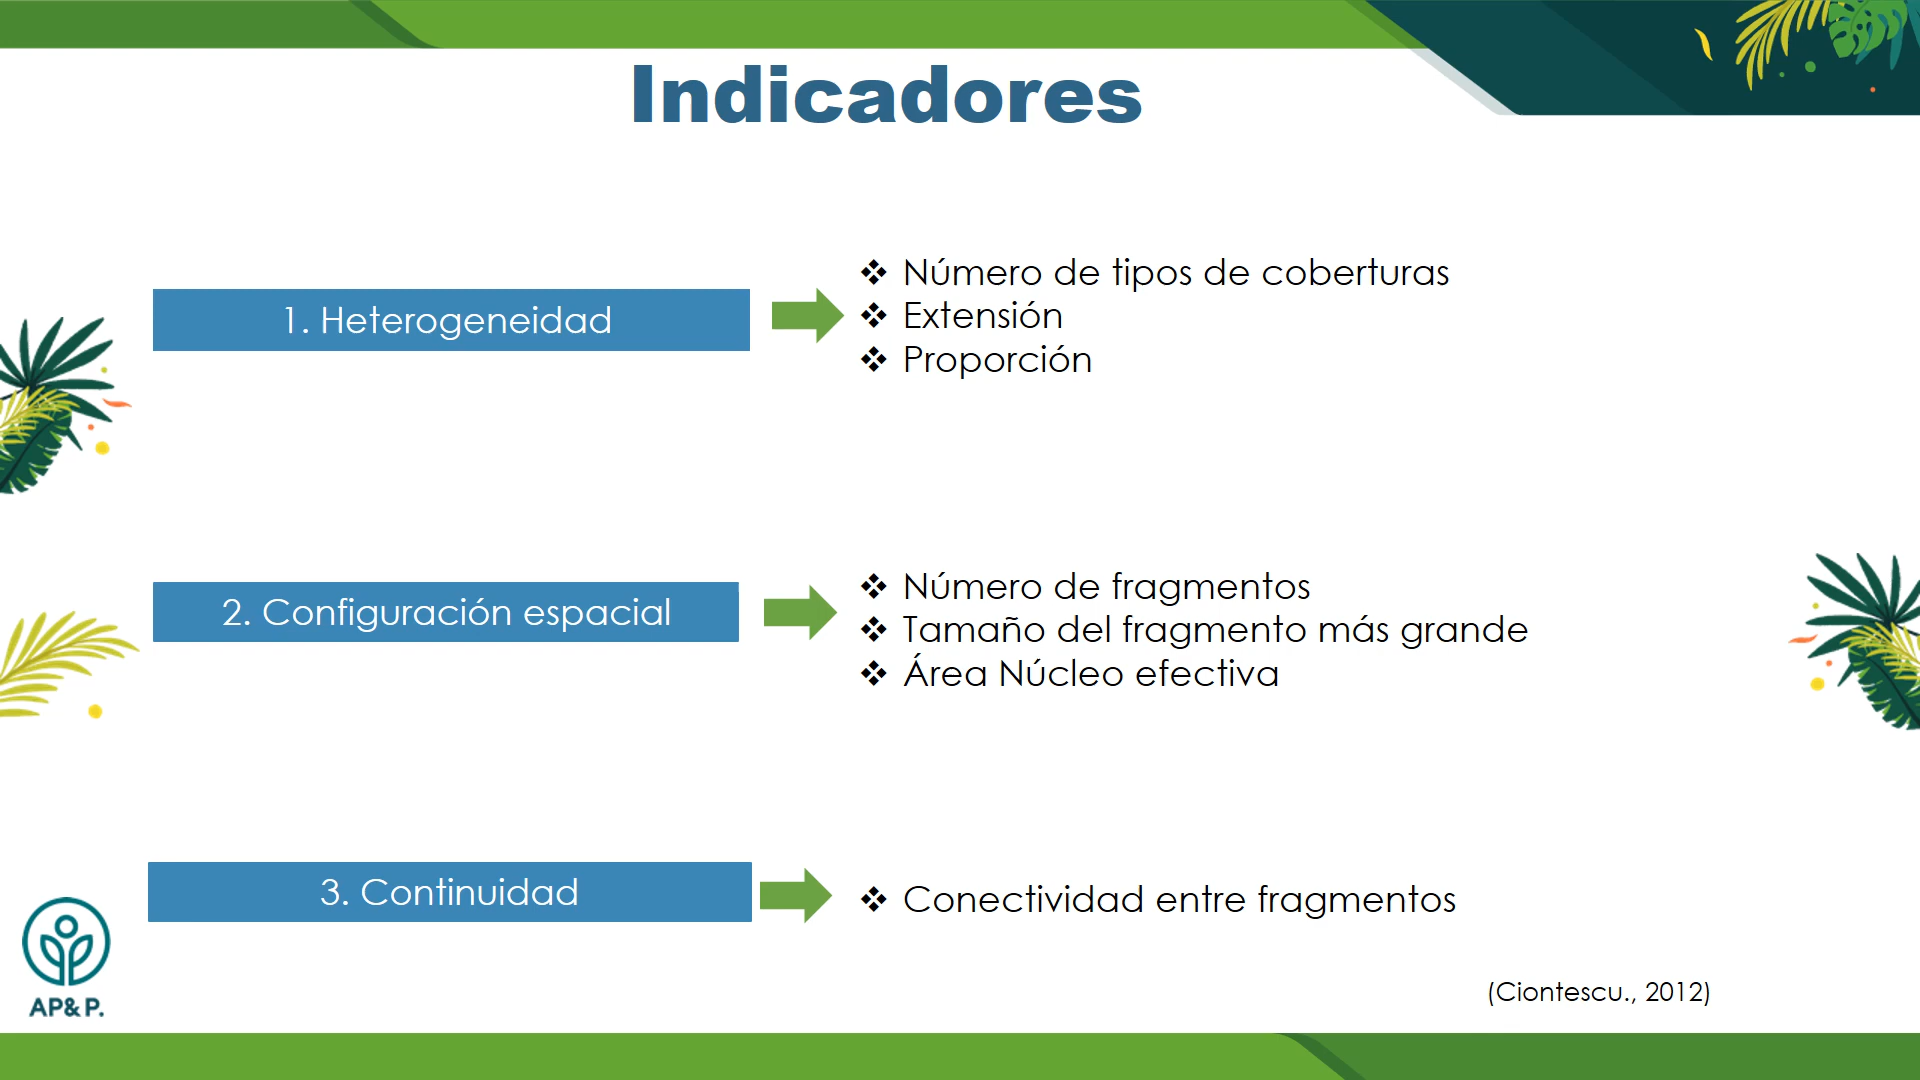 Indicadores
1. Heterogeneidad
❖ Número de tipos de coberturas
❖ Extensión
❖ Proporción
2. Configuración espacial
❖ Número de fragmentos
❖ Tamaño del fragmento más grande
❖ Área Núcleo efectiva
3. Continuidad
❖ Conectividad entre fragmentos
AP&P.
(Ciontescu., 2012)